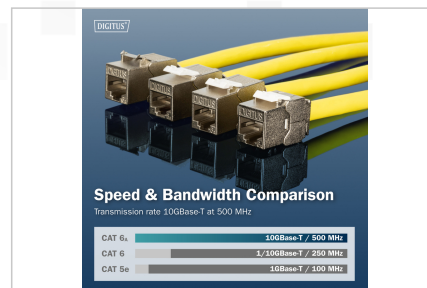 DIGITUS®
Speed & Bandwidth Comparison
Transmission rate 10GBase-T at 500 MHz
CAT 6ₐ 10GBase-T / 500 MHz
CAT 6 1/10GBase-T / 250 MHz
CAT 5e 1GBase-T / 100 MHz